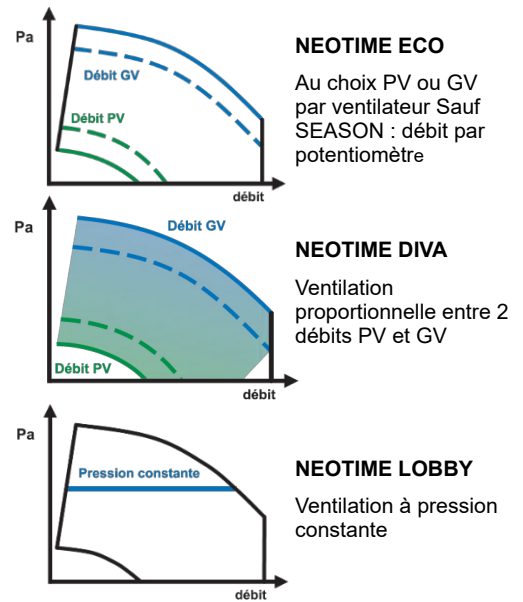 Pa
Débit GV
Débit PV
débit
NEOTIME ECO
Au choix PV ou GV
par ventilateur Sauf
SEASON : débit par
potentiomètre
Pa
Débit GV
Débit PV
débit
NEOTIME DIVA
Ventilation
proportionnelle entre 2
débits PV et GV
Pa
Pression constante
débit
NEOTIME LOBBY
Ventilation à pression
constante